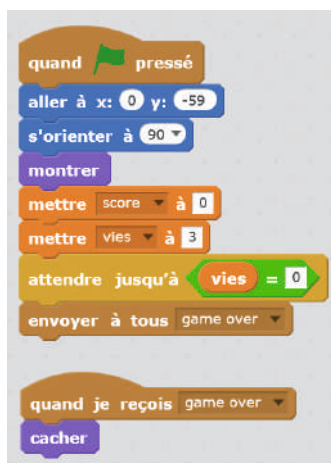 quand pressé
aller à x: 0 y: -59
s'orienter à 90
montrer
mettre score à 0
mettre vies à 3
attendre jusqu'à vies = 0
envoyer à tous game over
quand je reçois game over
cacher